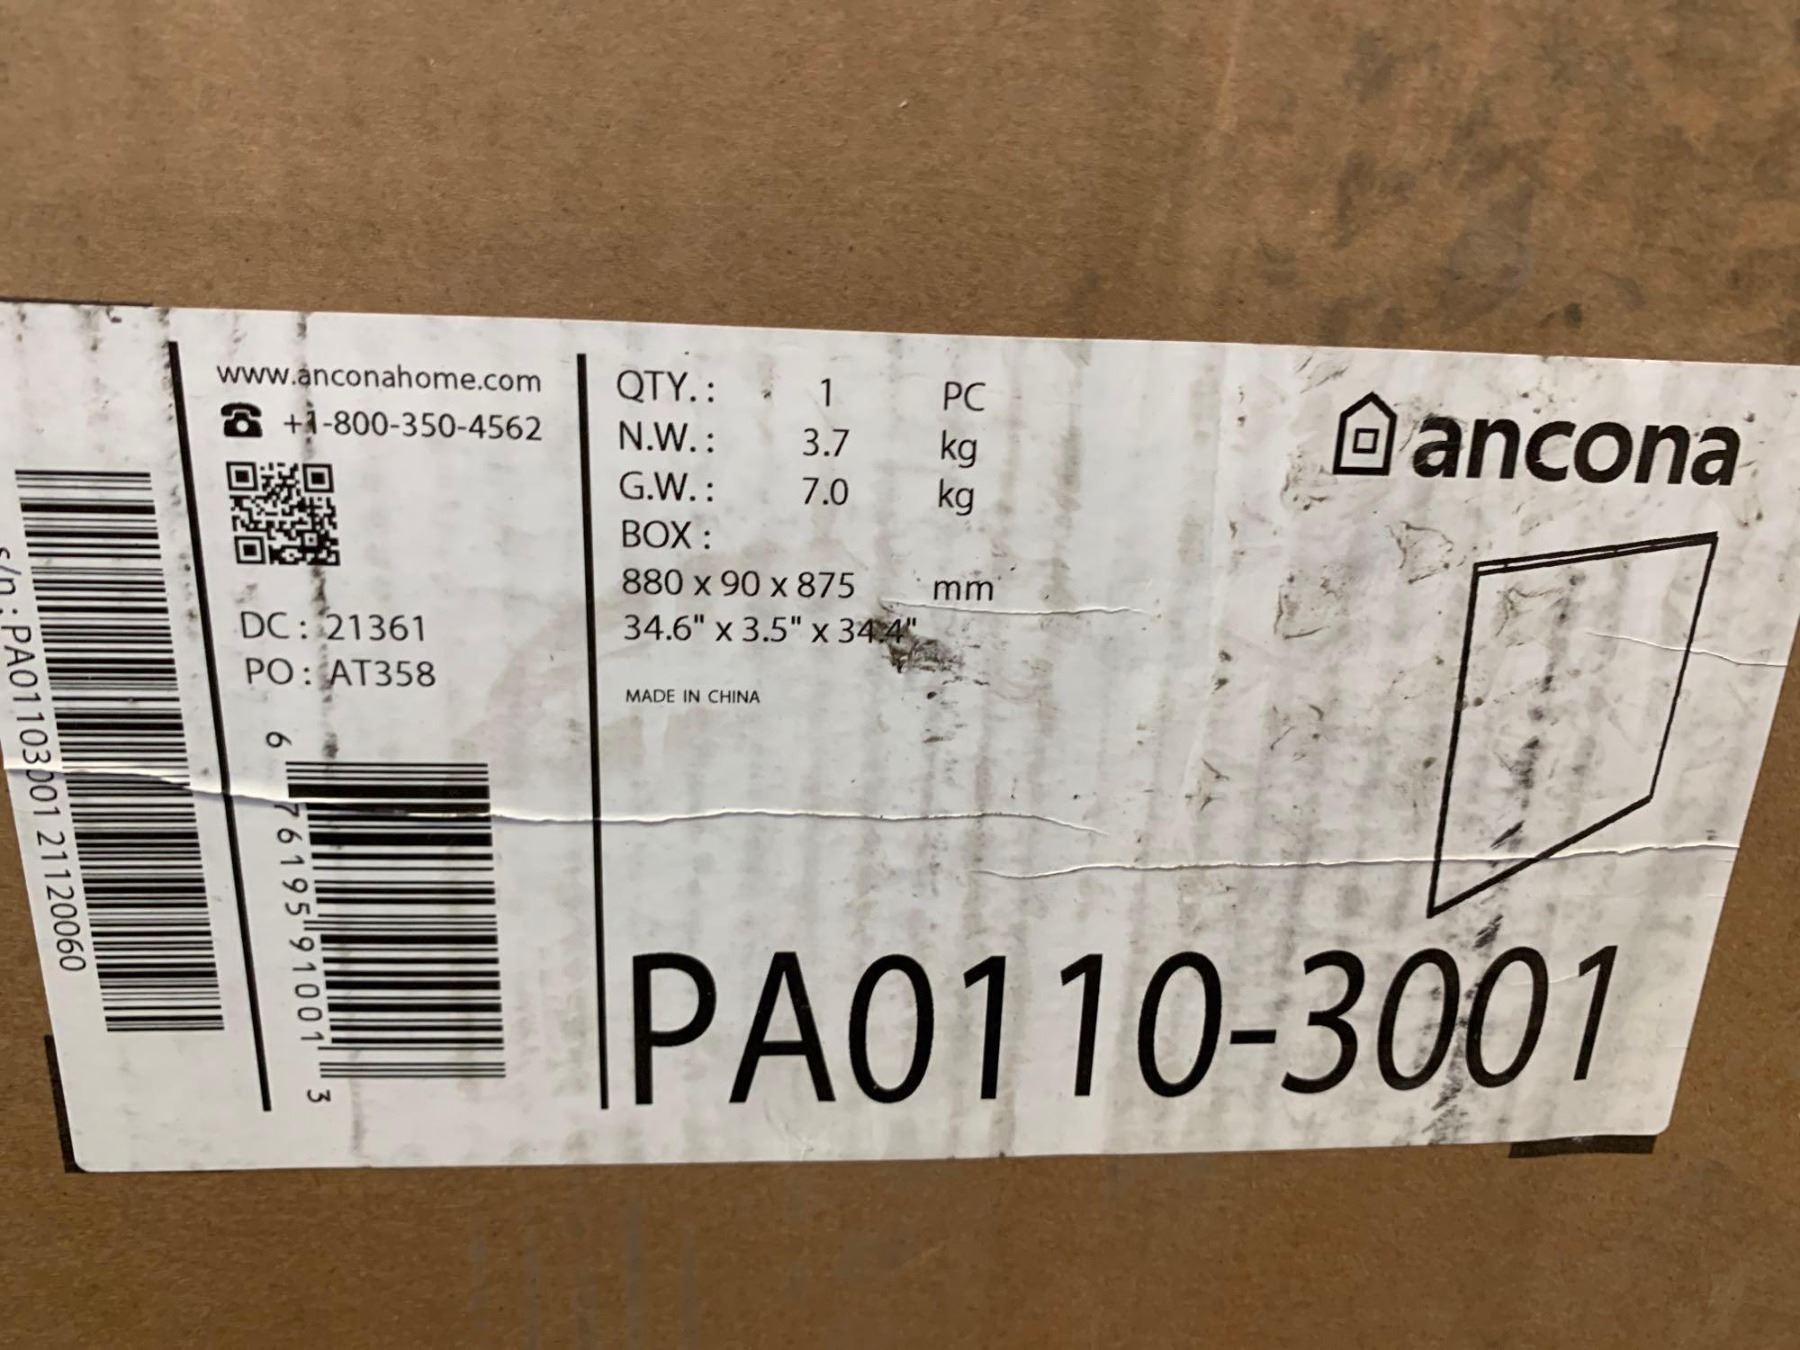 s/n.: PA01103001 211200060
www.anconahome.com
+1-800-350-4562
DC : 21361
PO : AT358
6 76195 91001 3
QTY. : 1 PC
N.W. : 3.7 kg
G.W. : 7.0 kg
BOX :
880 x 90 x 875 mm
34.6" x 3.5" x 34.4"
MADE IN CHINA
ancona
PA0110-3001